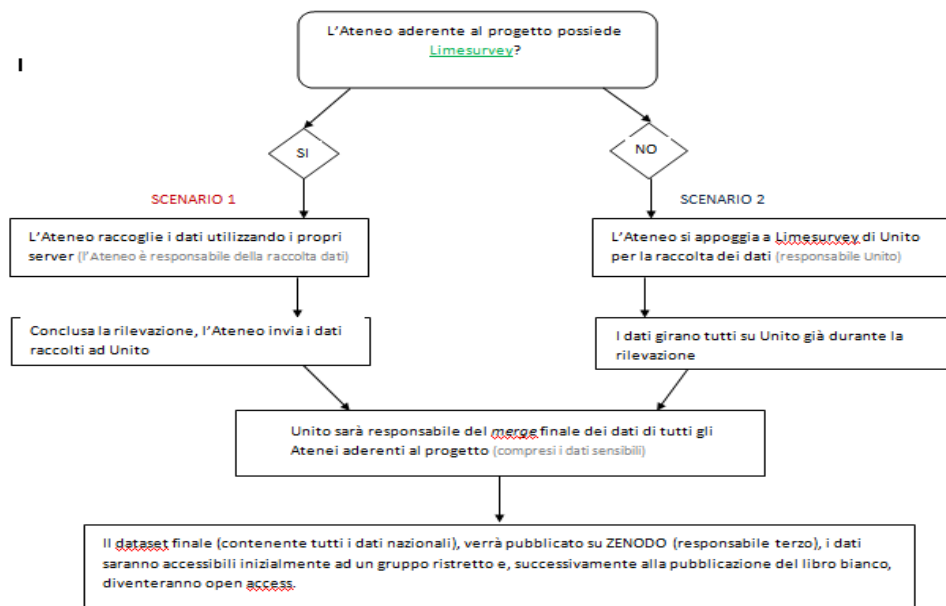 L'Ateneo aderente al progetto possiede
Limesurvey?
I
SI
NO
SCENARIO 1
SCENARIO 2
L'Ateneo raccoglie i dati utilizzando i propri
server (l'Ateneo è responsabile della raccolta dati)
L'Ateneo si appoggia a Limesurvey di Unito
per la raccolta dei dati (responsabile Unito)
Conclusa la rilevazione, l'Ateneo invia i dati
raccolti ad Unito
I dati girano tutti su Unito già durante la
rilevazione
Unito sarà responsabile del merge finale dei dati di tutti gli
Atenei aderenti al progetto (compresi i dati sensibili)
Il dataset finale (contenente tutti i dati nazionali), verrà pubblicato su ZENODO (responsabile terzo), i dati
saranno accessibili inizialmente ad un gruppo ristretto e, successivamente alla pubblicazione del libro bianco,
diventeranno open access.